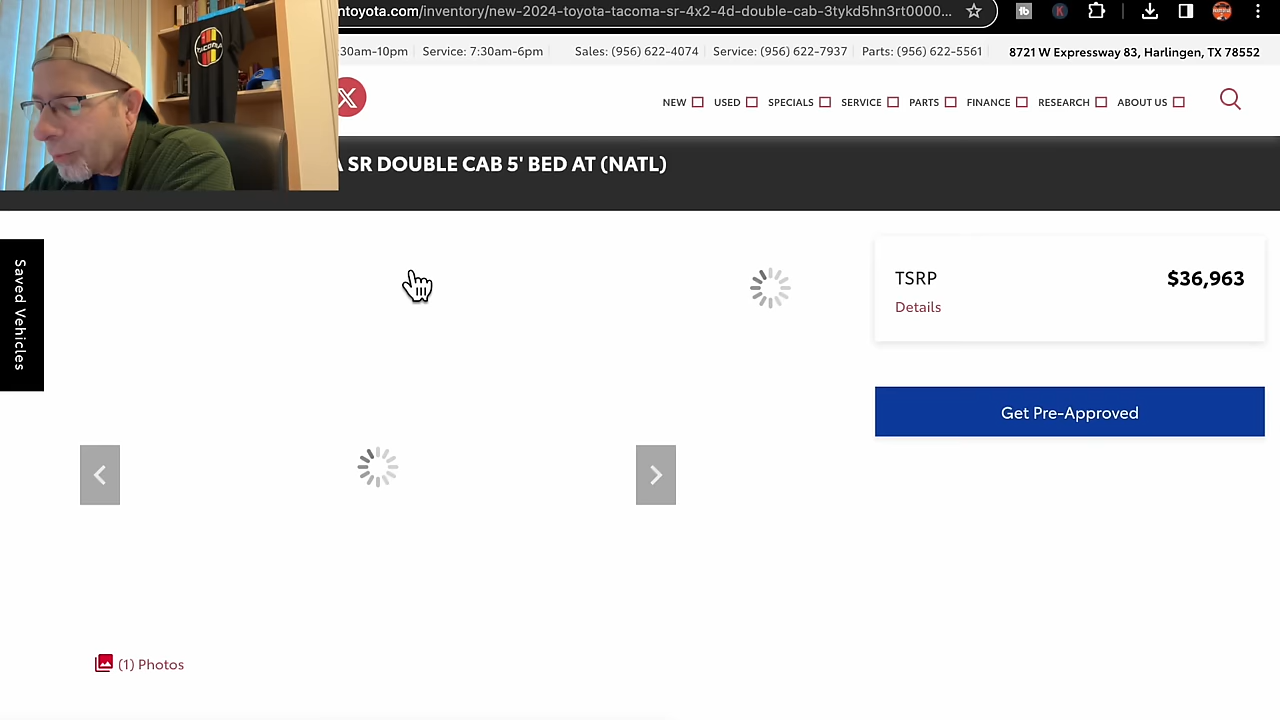 ntoyota.com/inventory/new-2024-toyota-tacoma-sr-4x2-4d-double-cab-3tykd5hn3rt0000...
:30am-10pm Service: 7:30am-6pm Sales: (956) 622-4074 Service: (956) 622-7937 Parts: (956) 622-5561 8721 W Expressway 83, Harlingen, TX 78552
TACOMA
X
NEW USED SPECIALS SERVICE PARTS FINANCE RESEARCH ABOUT US
A SR DOUBLE CAB 5' BED AT (NATL)
Saved Vehicles
TSRP $36,963
Details
Get Pre-Approved
(1) Photos